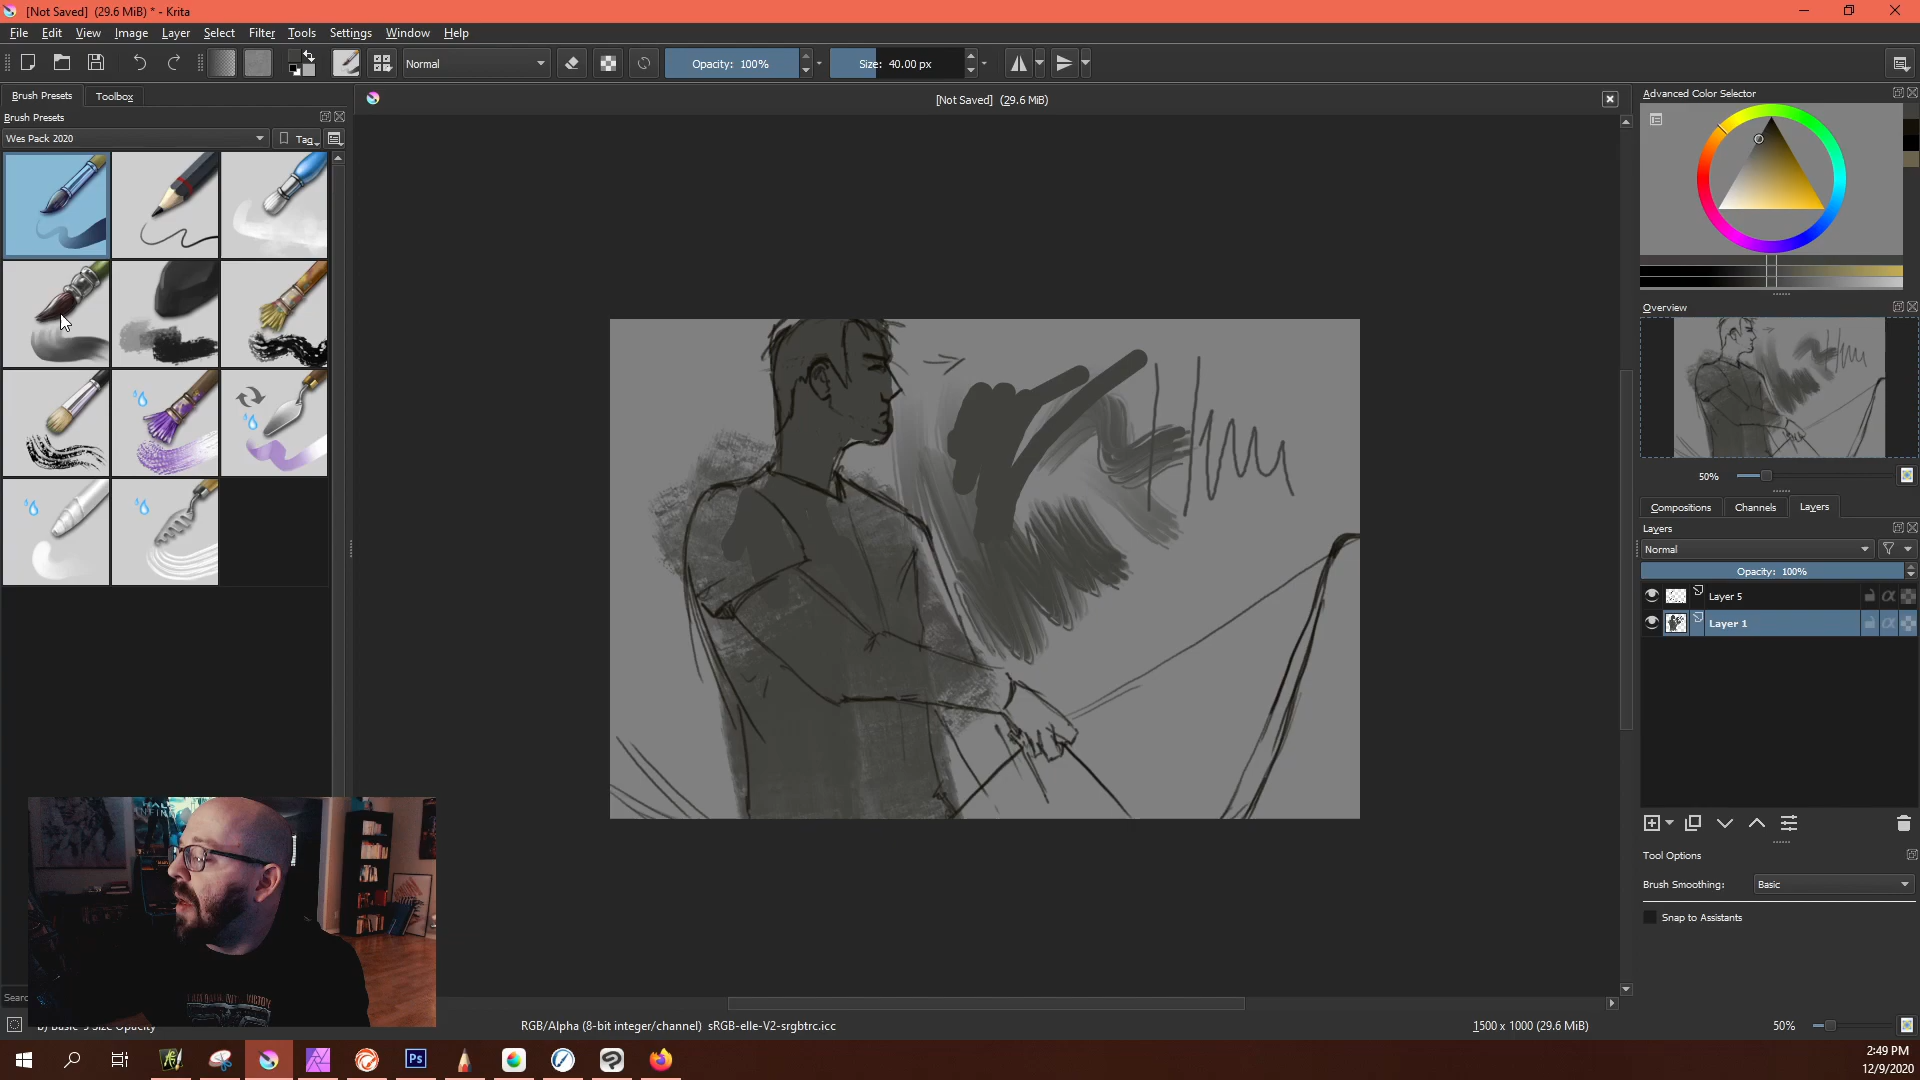 [Not Saved] (29.6 MiB) * - Krita
File Edit View Image Layer Select Filter Tools Settings Window Help
Normal
Opacity: 100%
Size: 40.00 px
Brush Presets Toolbox
[Not Saved] (29.6 MiB)
Advanced Color Selector
Brush Presets
Wes Pack 2020
Tag
Overview
50%
Compositions Channels Layers
Layers
Normal
Opacity: 100%
Layer 5
Layer 1
Tool Options
Brush Smoothing: Basic
Snap to Assistants
RGB/Alpha (8-bit integer/channel) sRGB-elle-V2-srgbtrc.icc
1500 x 1000 (29.6 MiB)
50%
Ps
2:49 PM
12/9/2020